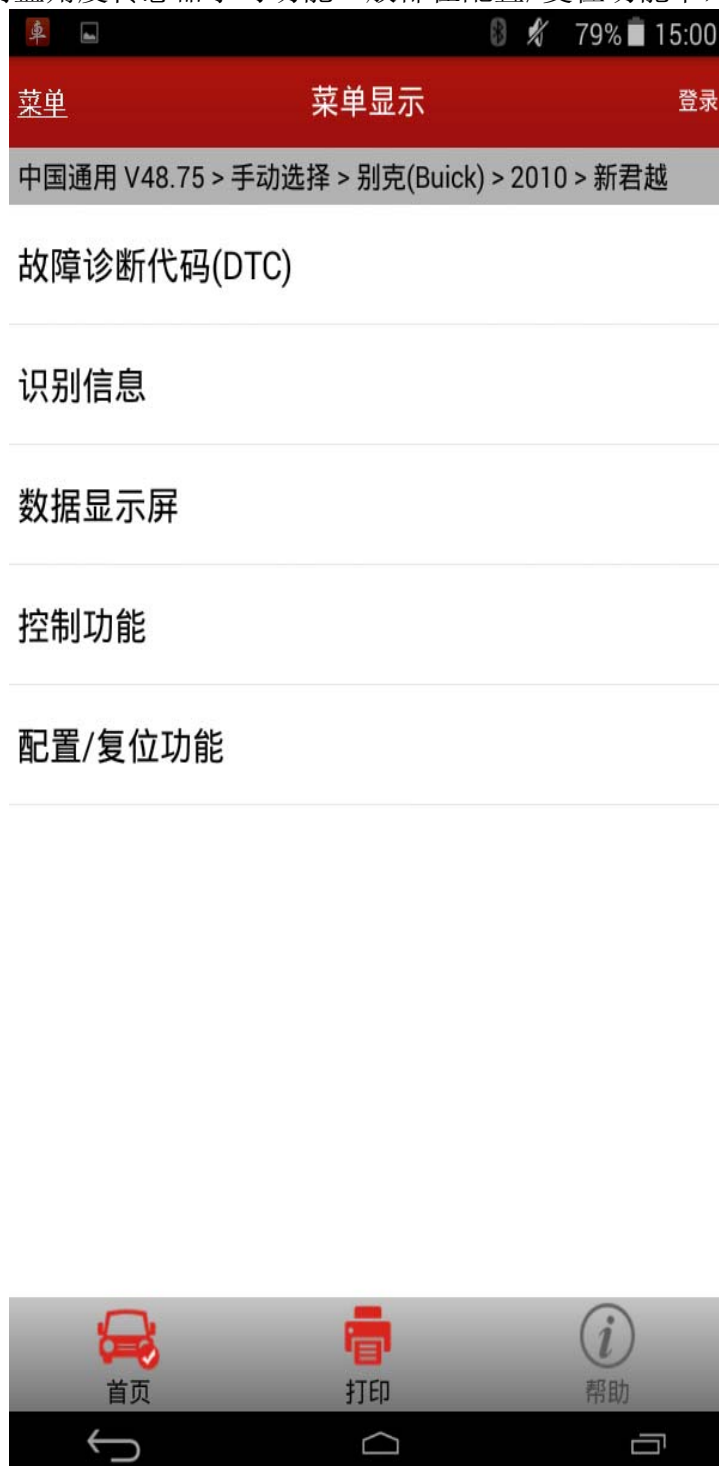 79% 15:00
菜单 菜单显示 登录
中国通用 V48.75 > 手动选择 > 别克(Buick) > 2010 > 新君越
故障诊断代码(DTC)
识别信息
数据显示屏
控制功能
配置/复位功能
首页 打印 帮助